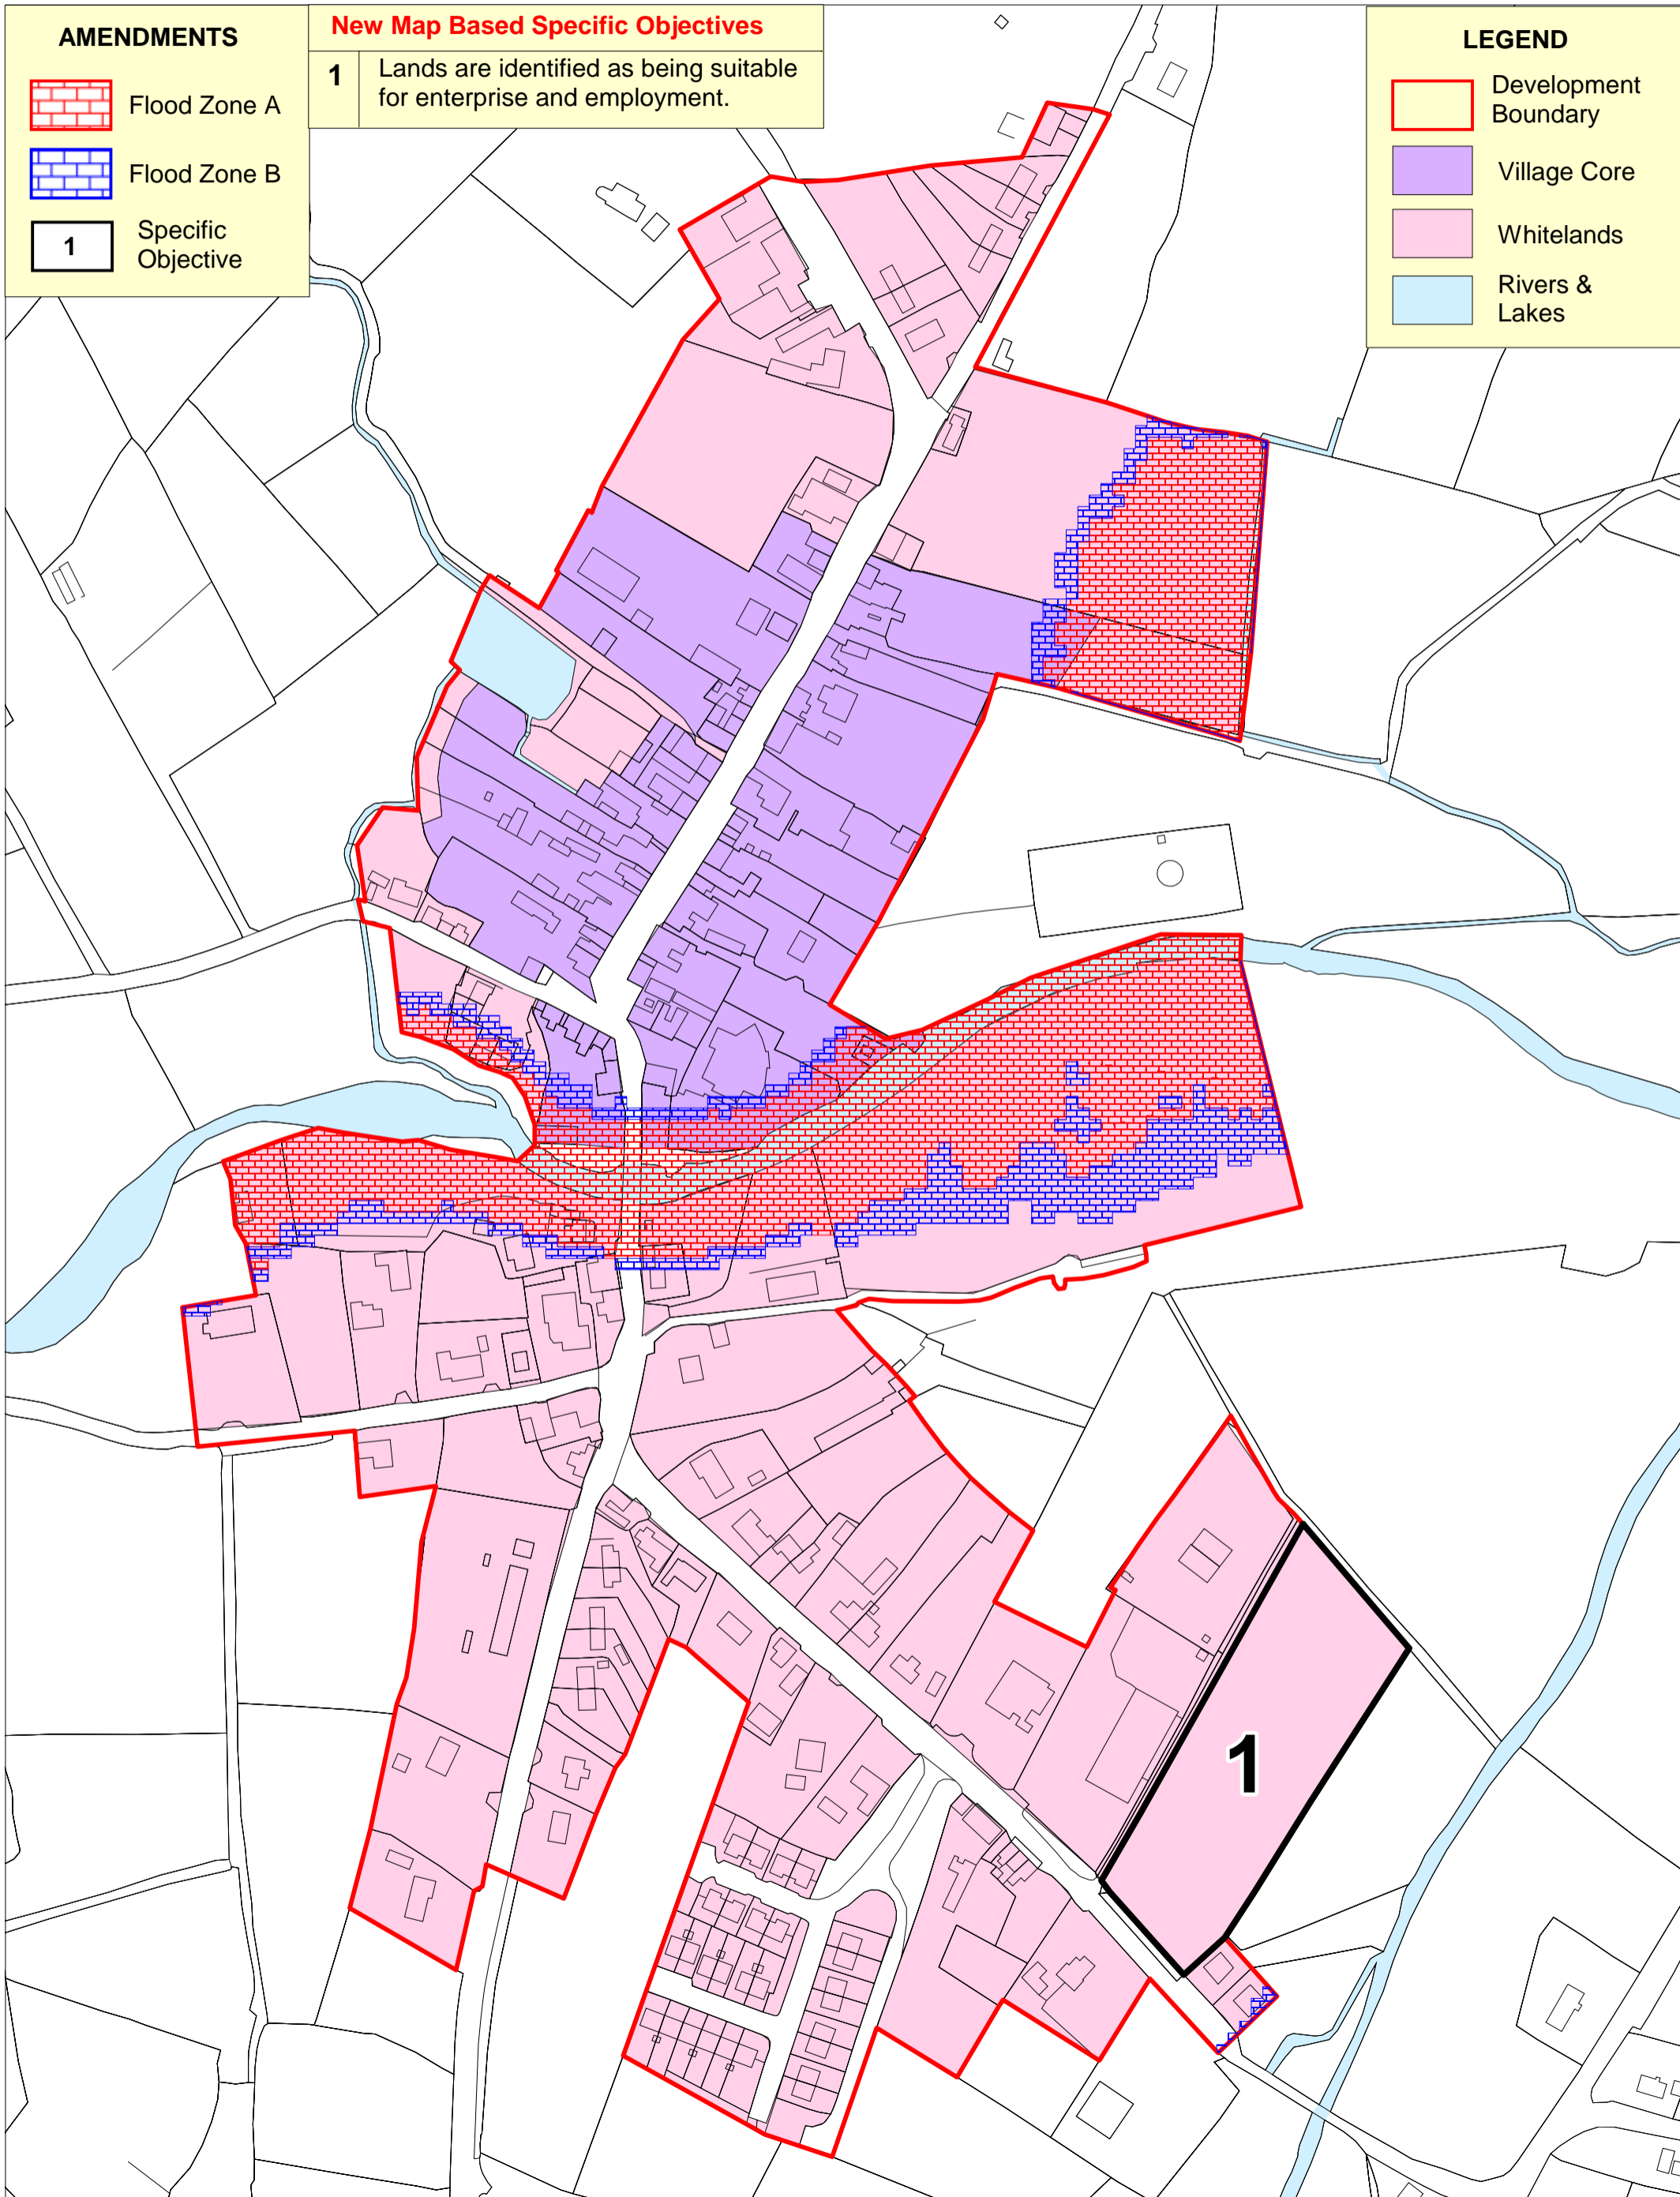 AMENDMENTS
Flood Zone A
Flood Zone B
1
Specific
Objective
New Map Based Specific Objectives
1
Lands are identified as being suitable
for enterprise and employment.
LEGEND
Development
Boundary
Village Core
Whitelands
Rivers &
Lakes
1